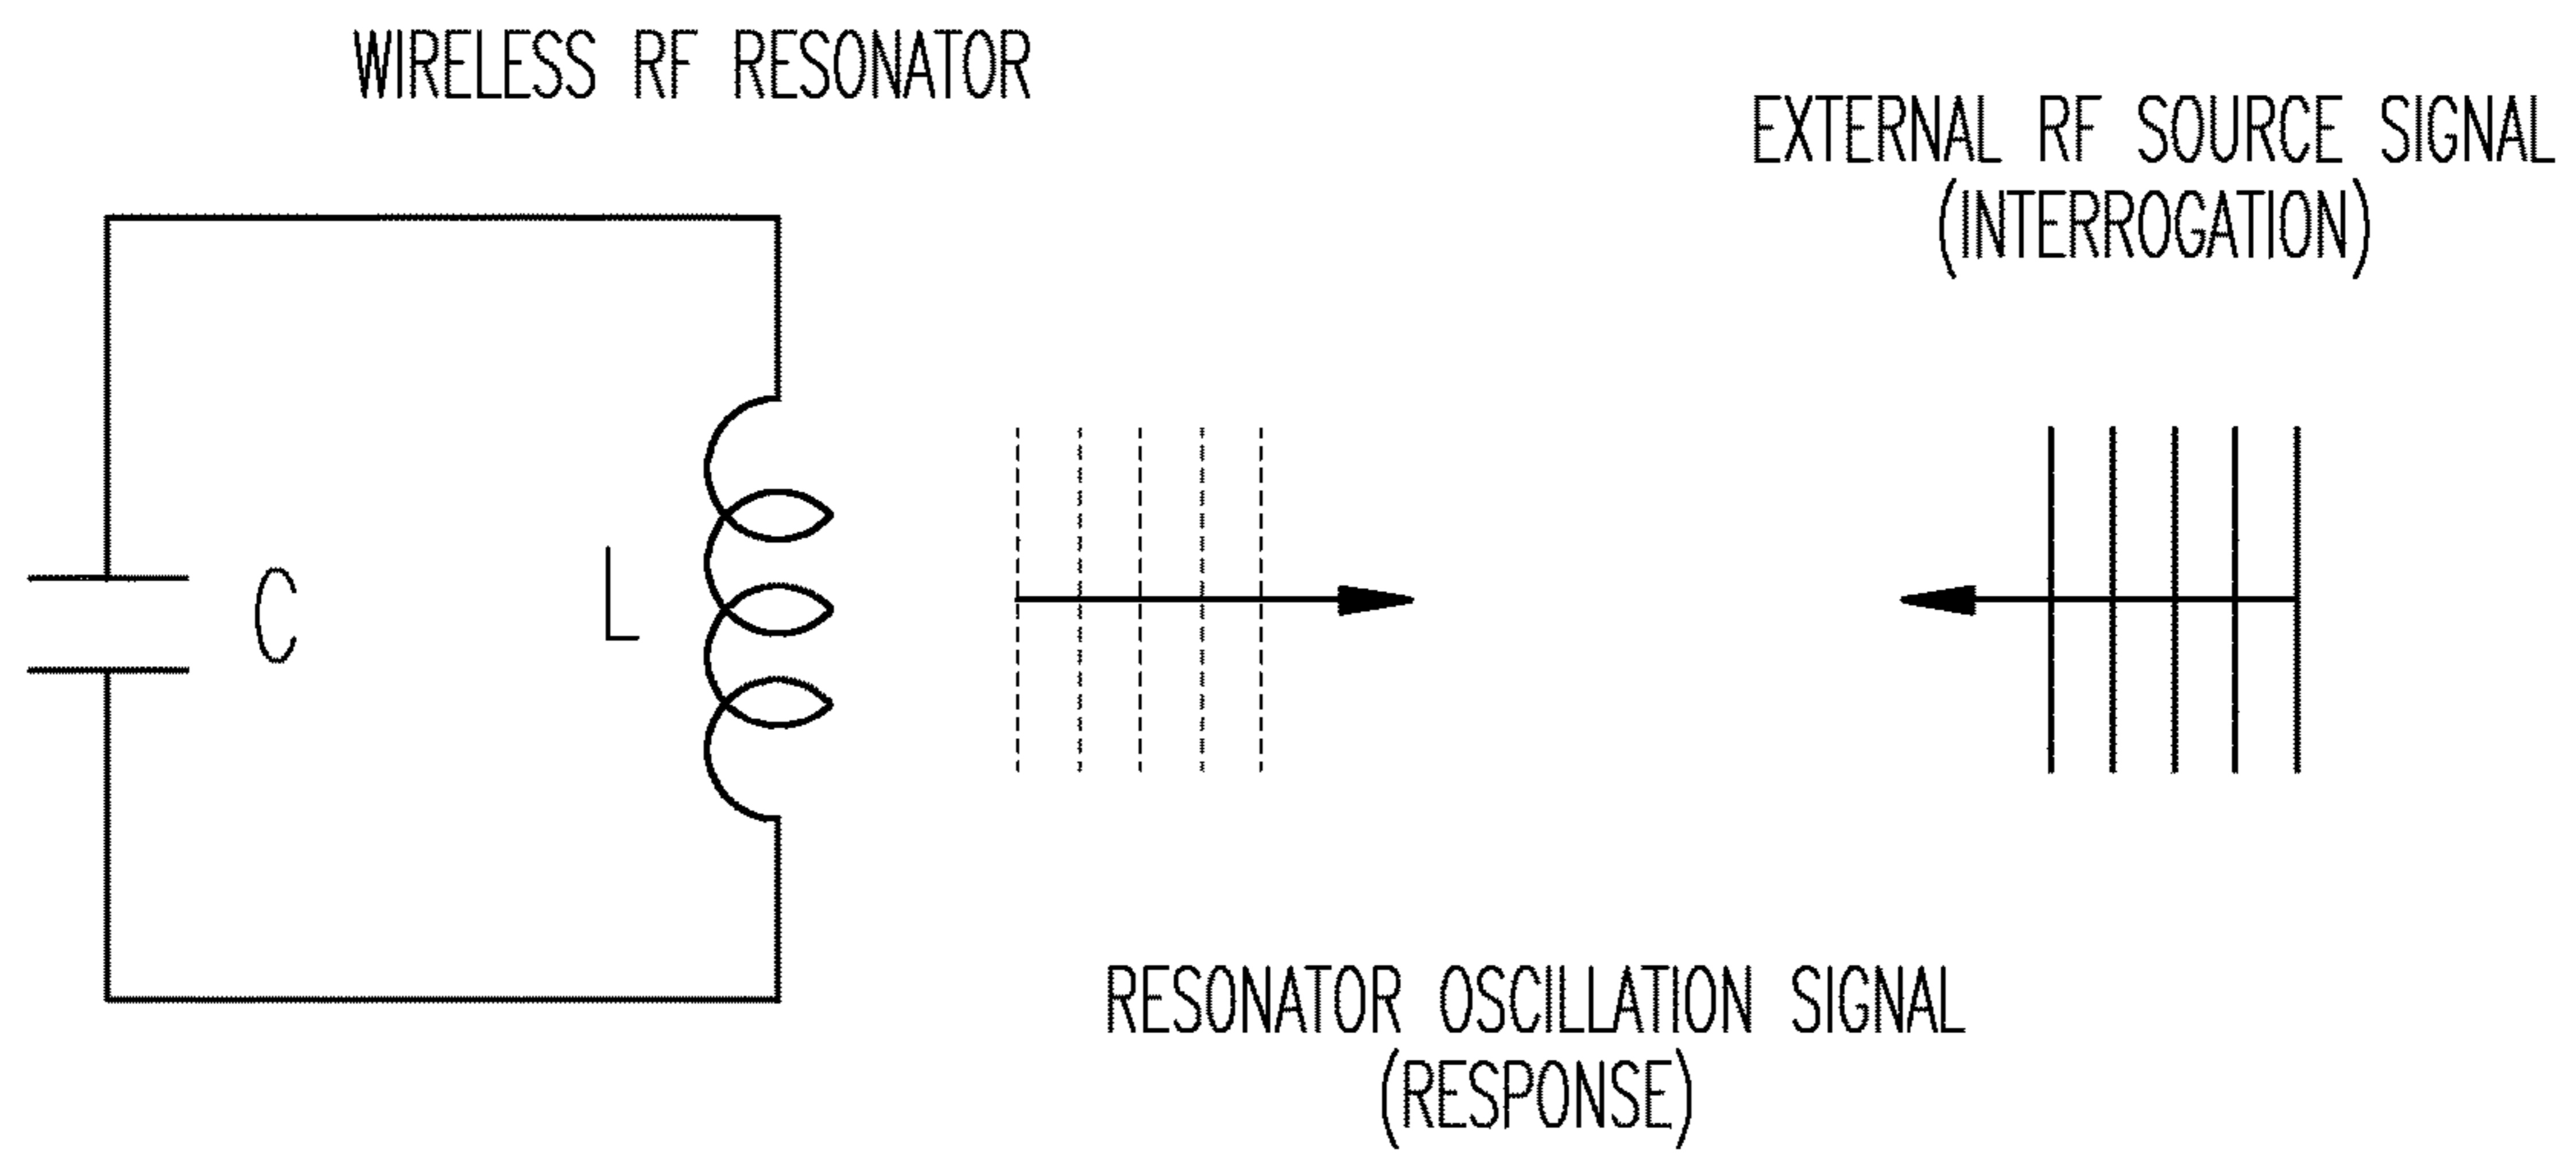 WIRELESS RF RESONATOR
EXTERNAL RF SOURCE SIGNAL
(INTERROGATION)
C
L
RESONATOR OSCILLATION SIGNAL
(RESPONSE)